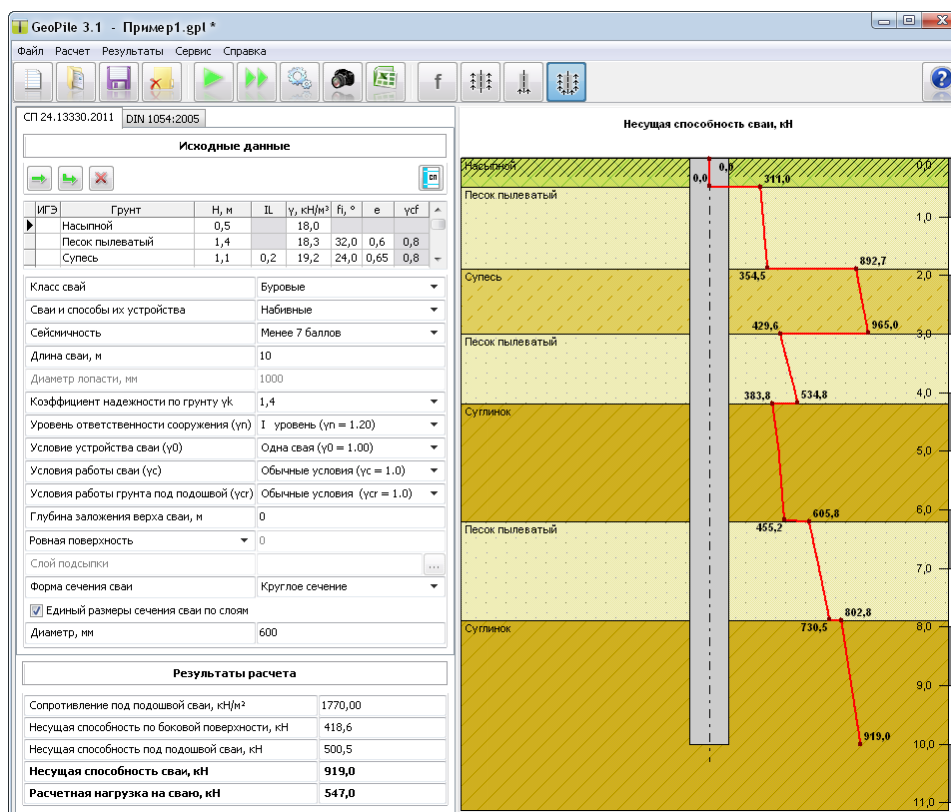 GeoPile 3.1 - Пример1.gpl *
Файл Расчет Результаты Сервис Справка
f
?
СП 24.13330.2011 DIN 1054:2005
Исходные данные
сп
ИГЭ Грунт H, м IL γ, кН/м³ fi, ° e γcf
Насыпной 0,5 18,0
Песок пылеватый 1,4 18,3 32,0 0,6 0,8
Супесь 1,1 0,2 19,2 24,0 0,65 0,8
Класс свай Буровые
Сваи и способы их устройства Набивные
Сейсмичность Менее 7 баллов
Длина сваи, м 10
Диаметр лопасти, мм 1000
Коэффициент надежности по грунту γk 1,4
Уровень ответственности сооружения (γn) I уровень (γn = 1.20)
Условие устройства сваи (γ0) Одна свая (γ0 = 1.00)
Условия работы сваи (γc) Обычные условия (γc = 1.0)
Условия работы грунта под подошвой (γcr) Обычные условия (γcr = 1.0)
Глубина заложения верха сваи, м 0
Ровная поверхность 0
Слой подсыпки ...
Форма сечения сваи Круглое сечение
Единый размеры сечения сваи по слоям
Диаметр, мм 600
Результаты расчета
Сопротивление под подошвой сваи, кН/м² 1770,00
Несущая способность по боковой поверхности, кН 418,6
Несущая способность под подошвой сваи, кН 500,5
Несущая способность сваи, кН 919,0
Расчетная нагрузка на сваю, кН 547,0
Несущая способность сваи, кН
Насыпной 0,0 0,0
0,0 311,0
Песок пылеватый
1,0
354,5 892,7
Супесь 2,0
429,6 965,0 3,0
Песок пылеватый
383,8 534,8 4,0
Суглинок
5,0
455,2 605,8 6,0
Песок пылеватый
7,0
730,5 802,8
Суглинок 8,0
9,0
919,0 10,0
11,0